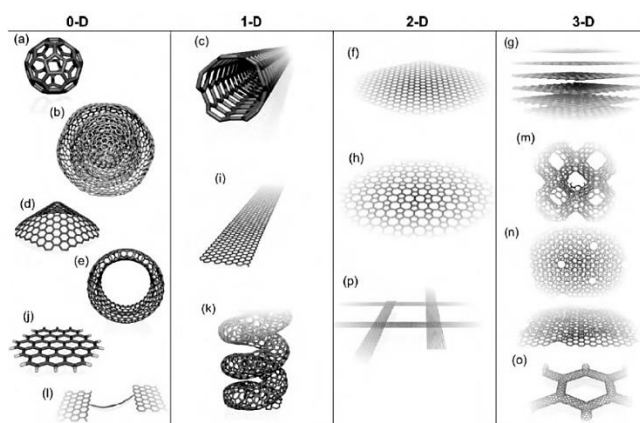 0-D 1-D 2-D 3-D
(a)
(b)
(d)
(e)
(j)
(l)
(c)
(i)
(k)
(f)
(h)
(p)
(g)
(m)
(n)
(o)